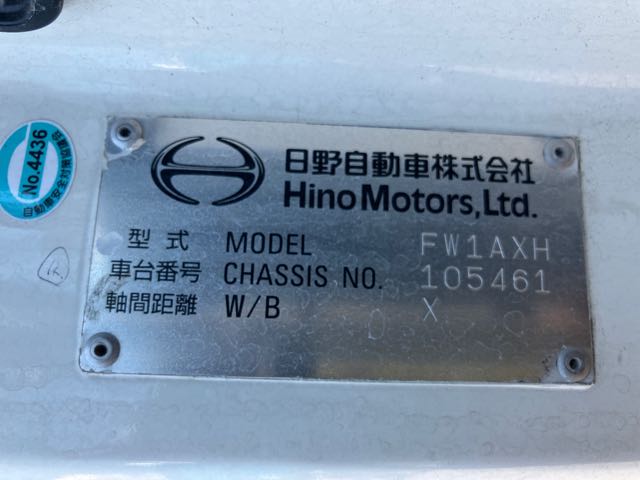 日野自動車株式会社
Hino Motors, Ltd.
型式 MODEL FW1AXH
車台番号 CHASSIS NO. 105461
軸間距離 W/B X
No.4436